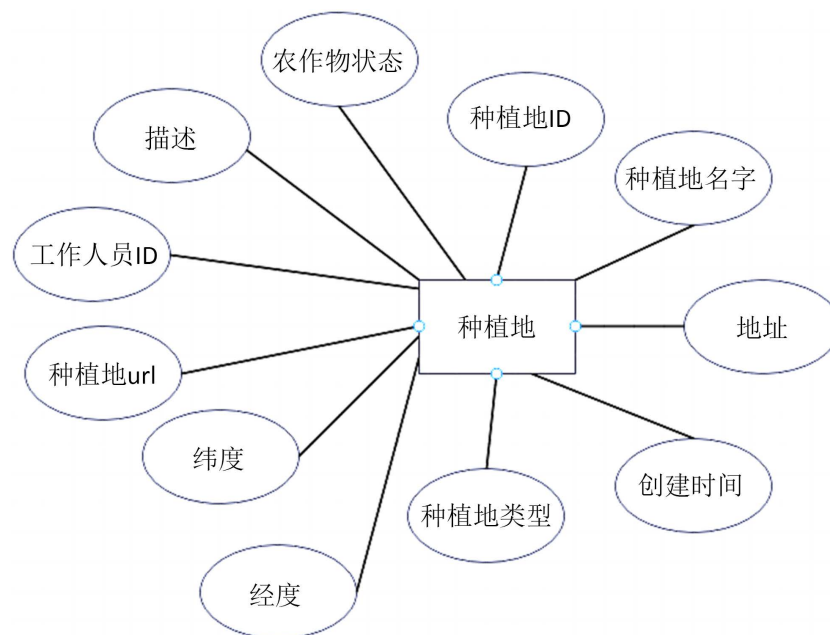 农作物状态
种植地ID
描述
种植地名字
工作人员ID
种植地
地址
种植地url
纬度
创建时间
种植地类型
经度